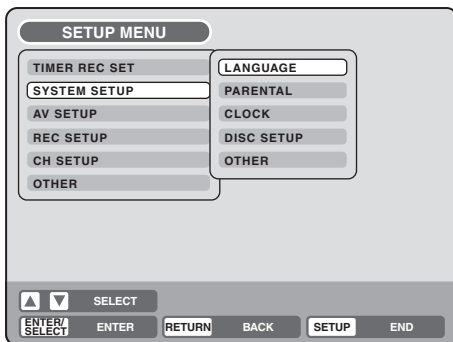 SETUP MENU
TIMER REC SET
SYSTEM SETUP
AV SETUP
REC SETUP
CH SETUP
OTHER
LANGUAGE
PARENTAL
CLOCK
DISC SETUP
OTHER
SELECT
ENTER/SELECT ENTER RETURN BACK SETUP END